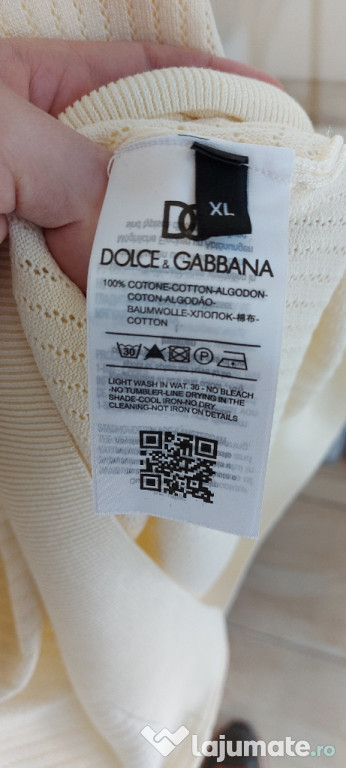 XL
DG
DOLCE & GABBANA
100% COTONE-COTTON-ALGODON-
COTON-ALGODÃO-
BAUMWOLLE-ХЛОПОК-棉布-
COTTON
30 P
LIGHT WASH IN WAT. 30 - NO BLEACH
-NO TUMBLER-LINE DRYING IN THE
SHADE-COOL IRON-NO DRY
CLEANING-NOT IRON ON DETAILS
lajumate.ro